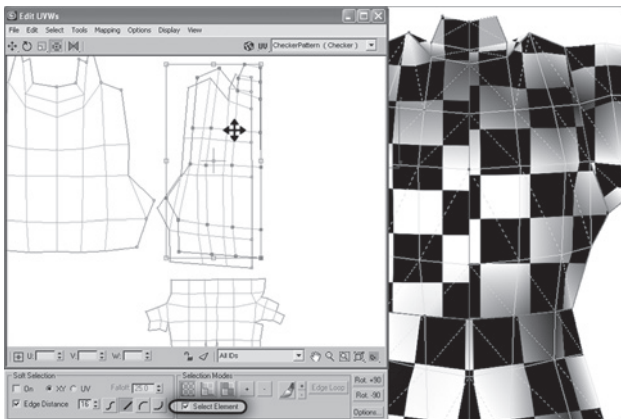 Edit UVWs
File Edit Select Tools Mapping Options Display View
UV CheckerPattern ( Checker )
U: V: W: All IDs
Soft Selection
On XY UV Falloff: 25.0
Edge Distance 16
Selection Modes
Edge Loop
Select Element
Rot. +90
Rot. -90
Options...